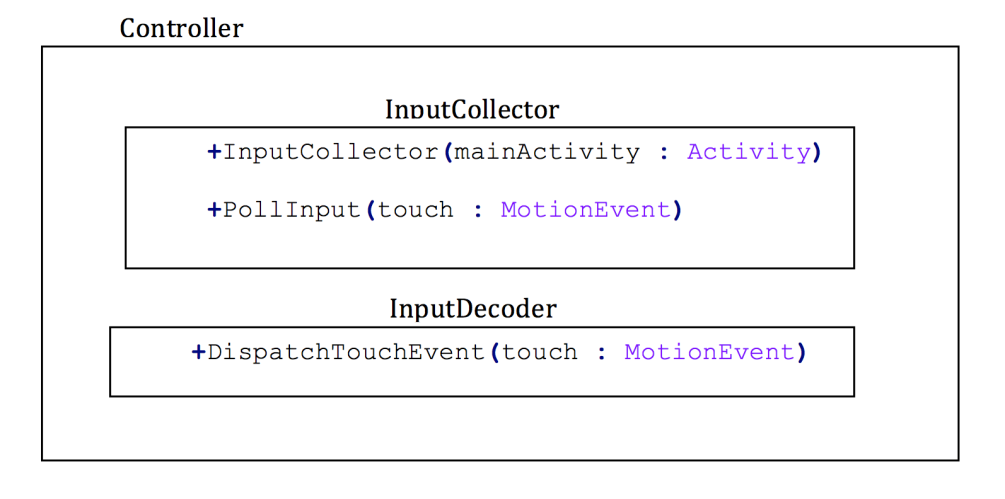 Controller
InputCollector
+InputCollector(mainActivity : Activity)
+PollInput(touch : MotionEvent)
InputDecoder
+DispatchTouchEvent(touch : MotionEvent)